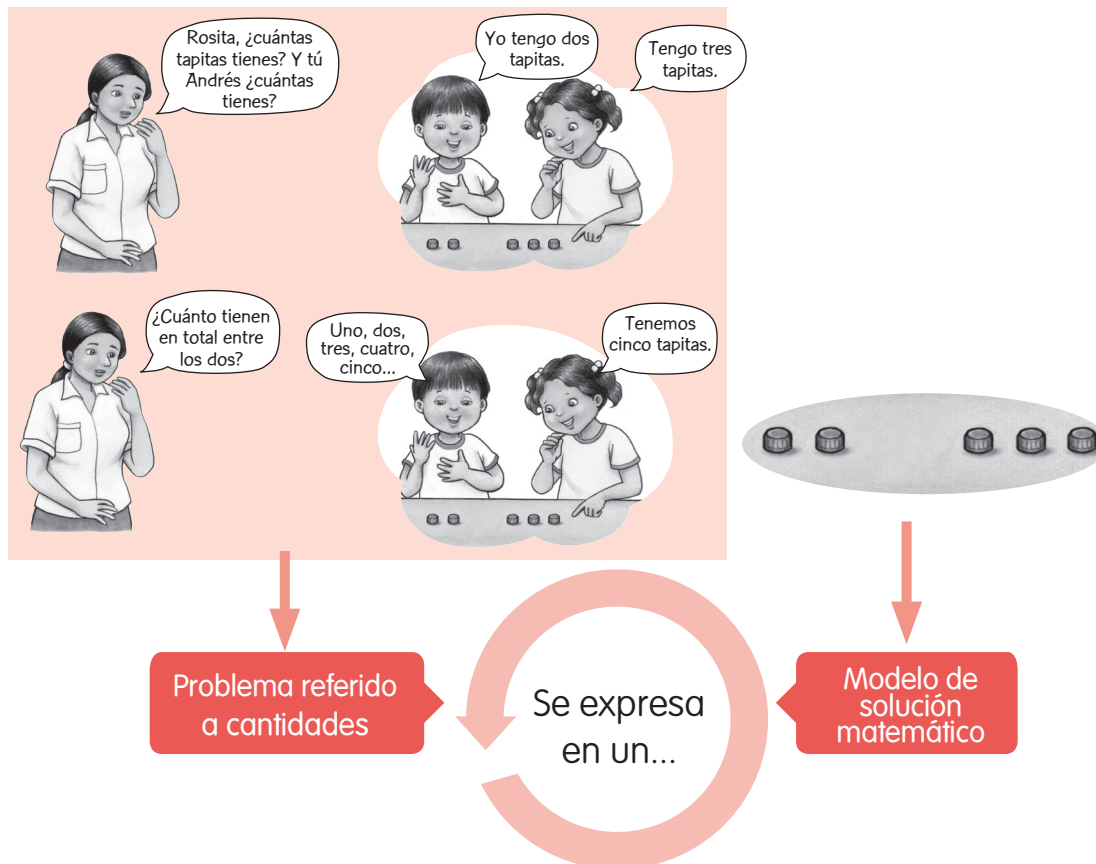 Rosita, ¿cuántas
tapitas tienes? Y tú
Andrés ¿cuántas
tienes?
Yo tengo dos
tapitas.
Tengo tres
tapitas.
¿Cuánto tienen
en total entre
los dos?
Uno, dos,
tres, cuatro,
cinco...
Tenemos
cinco tapitas.
Problema referido
a cantidades
Se expresa
en un...
Modelo de
solución
matemático